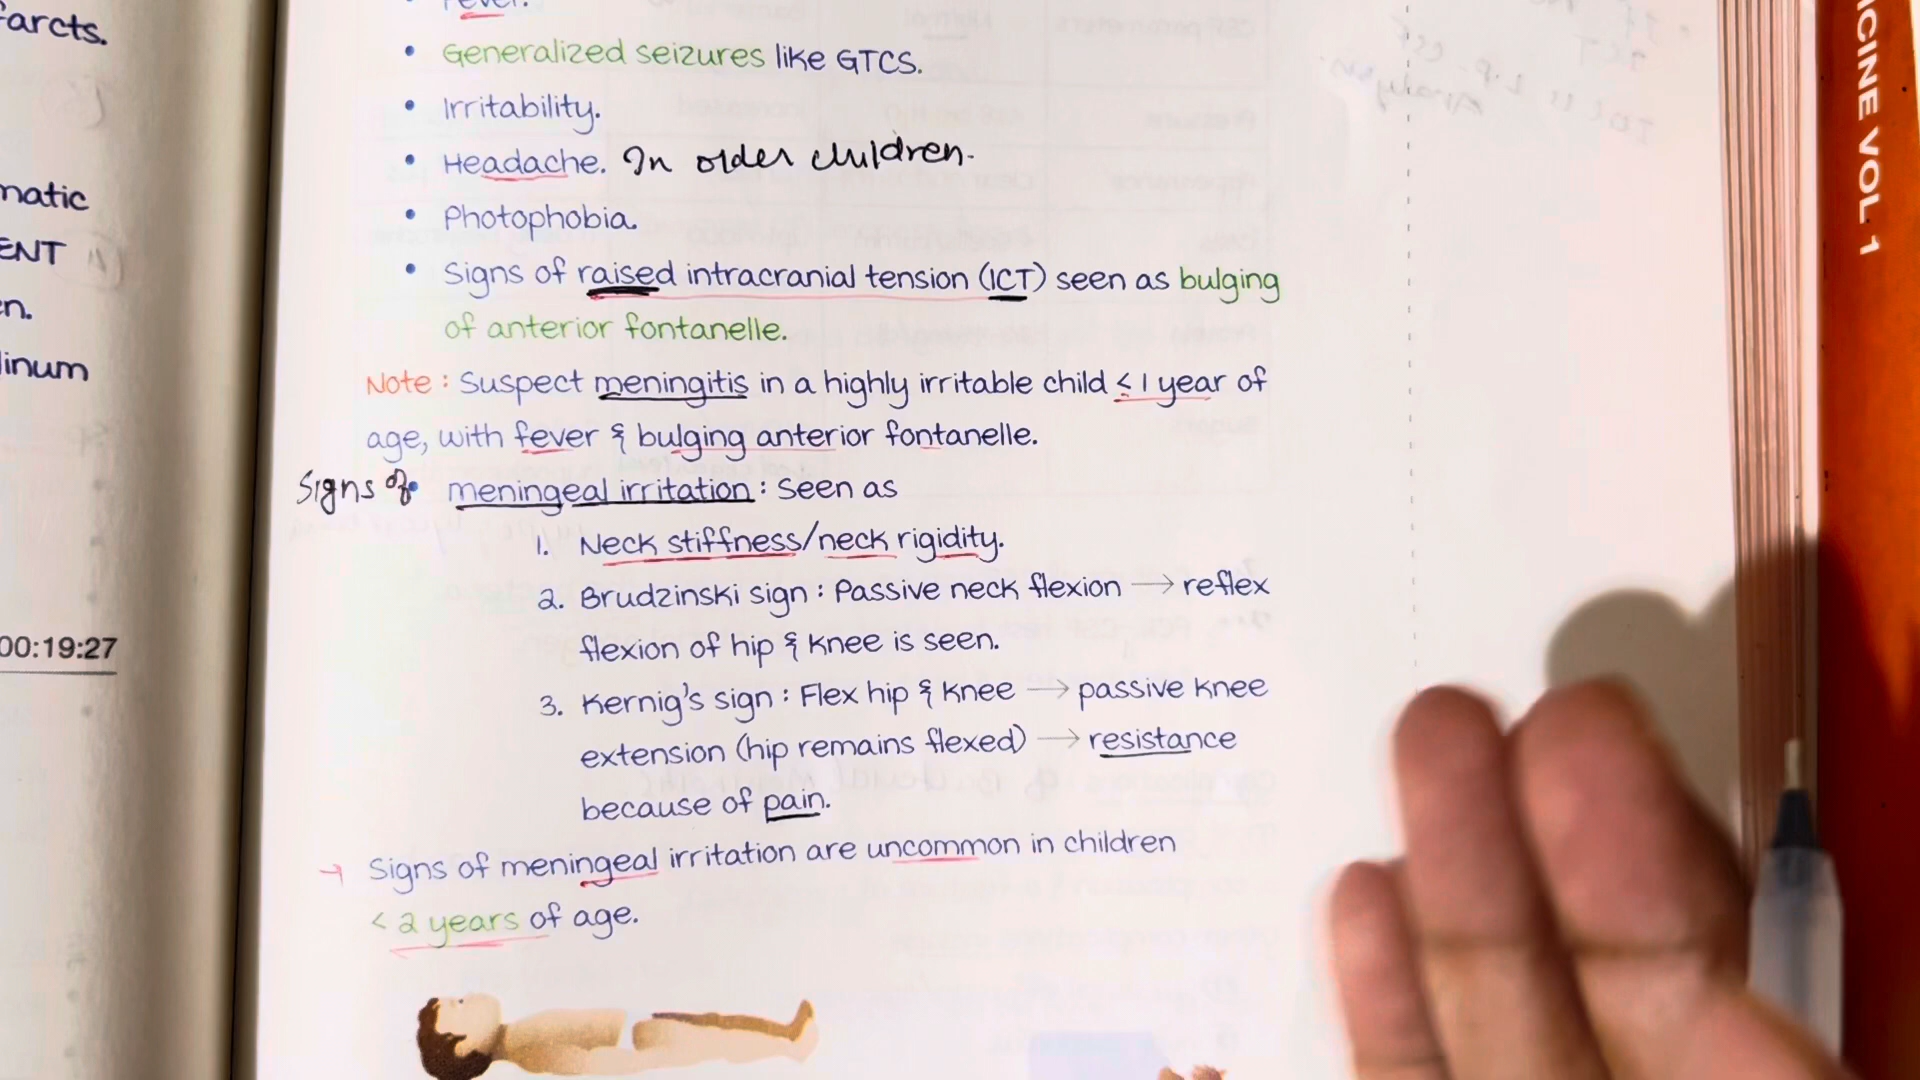 arcts.
matic
ENT
en.
linum
00:19:27
Fever.
• Generalized seizures like GTCS.
• Irritability.
• Headache. In older children.
• Photophobia.
• Signs of raised intracranial tension (ICT) seen as bulging
of anterior fontanelle.
Note : Suspect meningitis in a highly irritable child ≤ 1 year of
age, with fever & bulging anterior fontanelle.
Signs of • meningeal irritation : Seen as
1. Neck stiffness/neck rigidity.
2. Brudzinski sign : Passive neck flexion → reflex
flexion of hip & knee is seen.
3. Kernig's sign : Flex hip & knee → passive knee
extension (hip remains flexed) → resistance
because of pain.
→ Signs of meningeal irritation are uncommon in children
< 2 years of age.
ICINE VOL 1